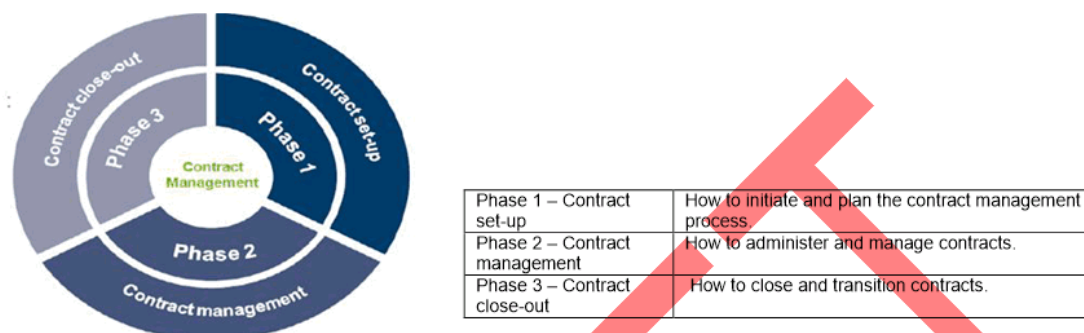 :
Contract close-out
Contract set-up
Phase 3
Phase 1
Contract
Management
Phase 2
Contract management
Phase 1 – Contract
set-up
How to initiate and plan the contract management
process.
Phase 2 – Contract
management
How to administer and manage contracts.
Phase 3 – Contract
close-out
How to close and transition contracts.